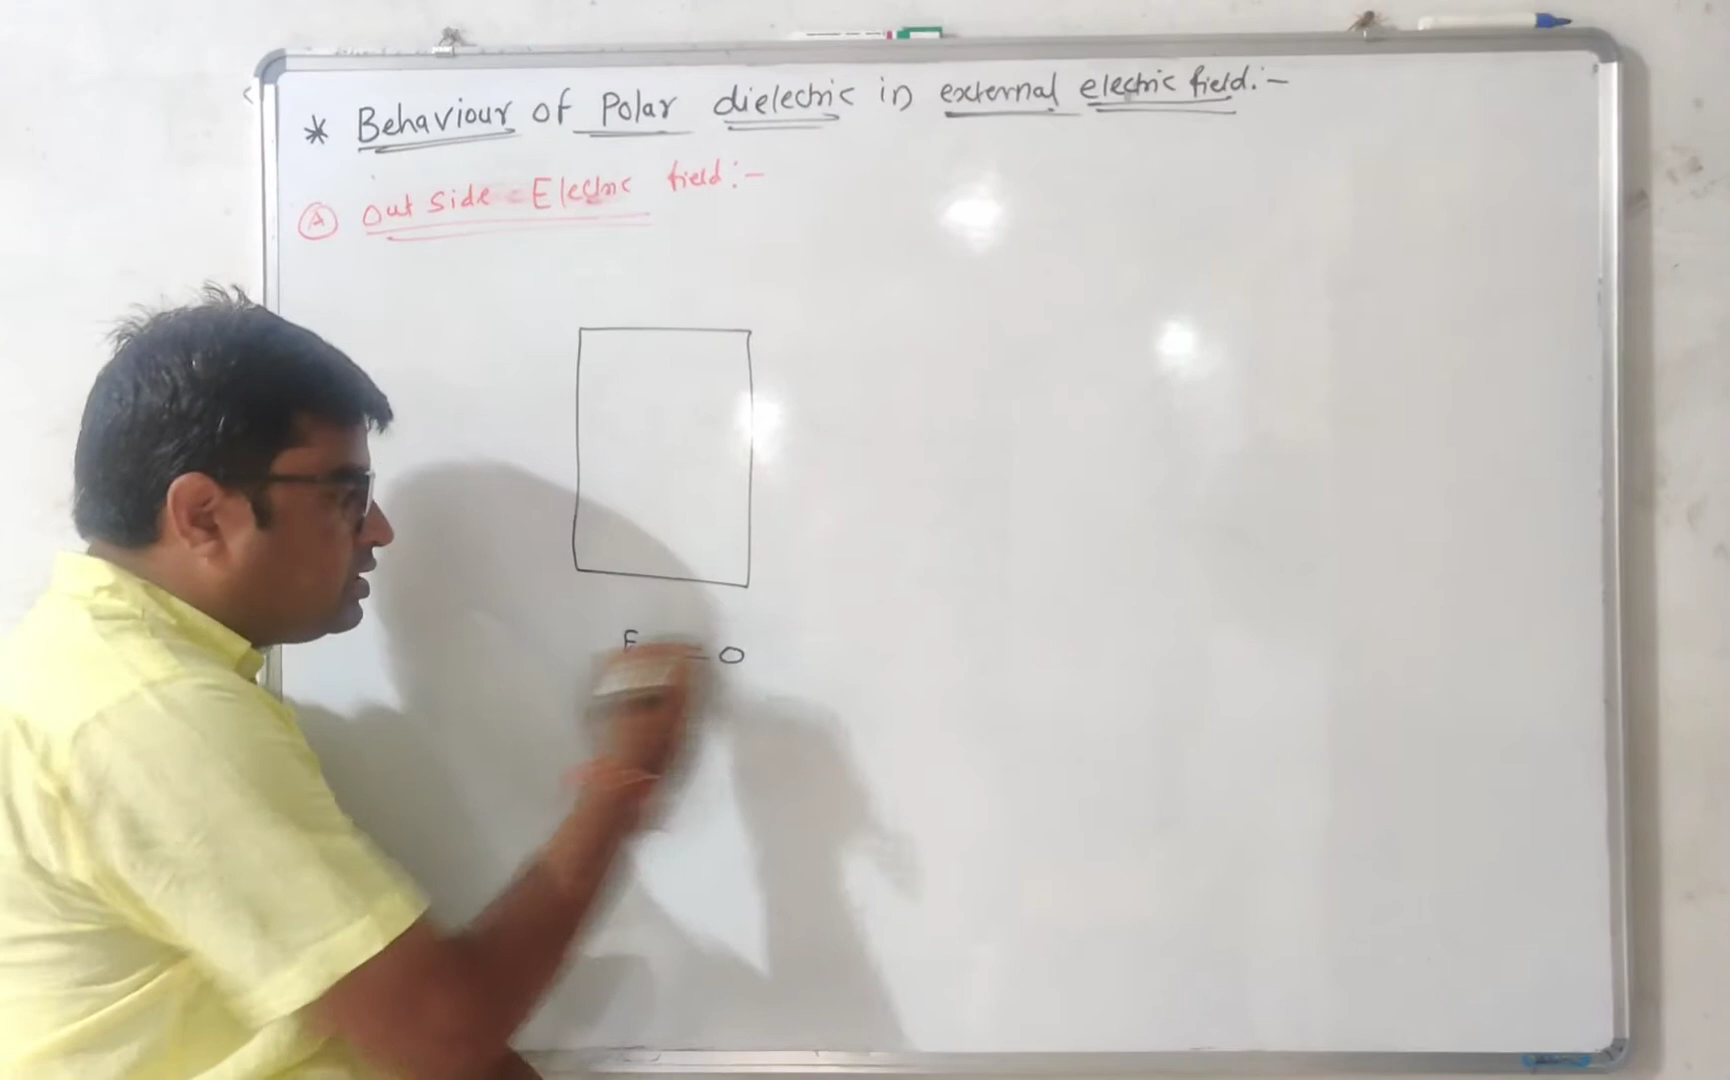 * Behaviour of Polar dielectric in external electric field:-
(A) Out Side Electric field:-
E = 0